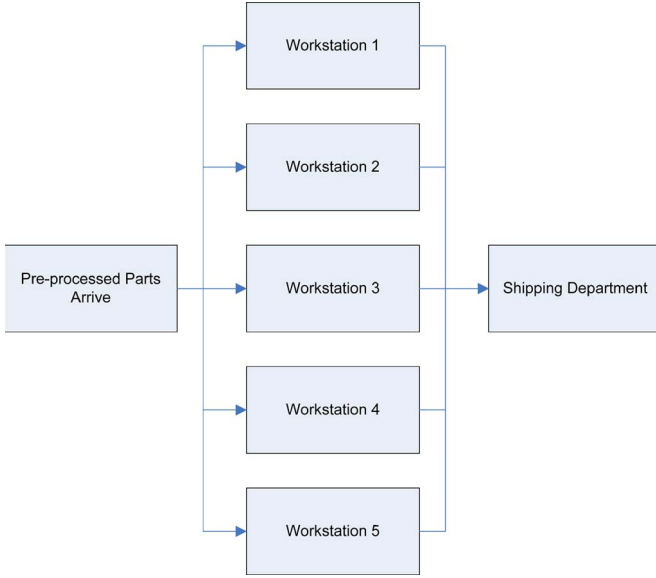 Workstation 1
Workstation 2
Pre-processed Parts
Arrive
Workstation 3
Shipping Department
Workstation 4
Workstation 5